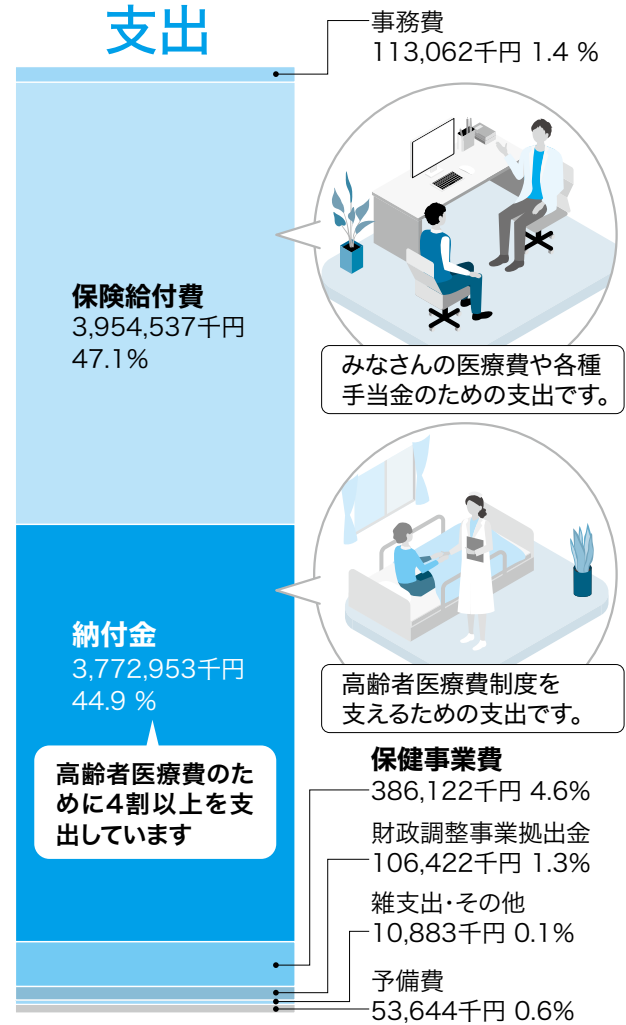 支出
事務費
113,062千円 1.4 %
保険給付費
3,954,537千円
47.1%
みなさんの医療費や各種
手当金のための支出です。
納付金
3,772,953千円
44.9 %
高齢者医療費のた
めに4割以上を支
出しています
高齢者医療費制度を
支えるための支出です。
保健事業費
386,122千円 4.6%
財政調整事業拠出金
106,422千円 1.3%
雑支出・その他
10,883千円 0.1%
予備費
53,644千円 0.6%